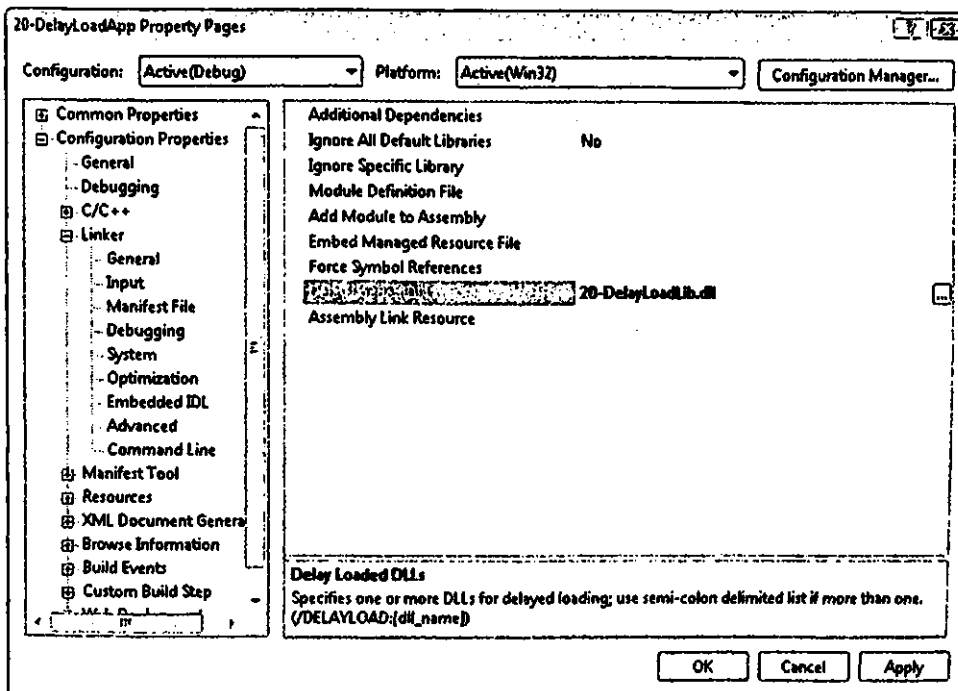 20-DelayLoadApp Property Pages
Configuration: Active(Debug) Platform: Active(Win32) Configuration Manager...
Common Properties
Configuration Properties
General
Debugging
C/C++
Linker
General
Input
Manifest File
Debugging
System
Optimization
Embedded IDL
Advanced
Command Line
Manifest Tool
Resources
XML Document Genera
Browse Information
Build Events
Custom Build Step
Additional Dependencies
Ignore All Default Libraries No
Ignore Specific Library
Module Definition File
Add Module to Assembly
Embed Managed Resource File
Force Symbol References
20-DelayLoadLib.dll ...
Assembly Link Resource
Delay Loaded DLLs
Specifies one or more DLLs for delayed loading; use semi-colon delimited list if more than one.
(/DELAYLOAD:[dll_name])
OK Cancel Apply